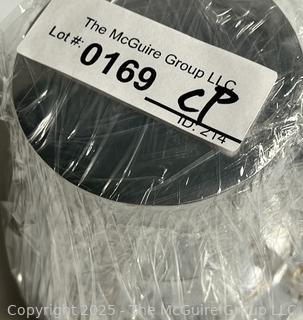 The McGuire Group LLC
Lot #:
0169
CP
ID: 214
Copyright 2025 - The McGuire Group LLC